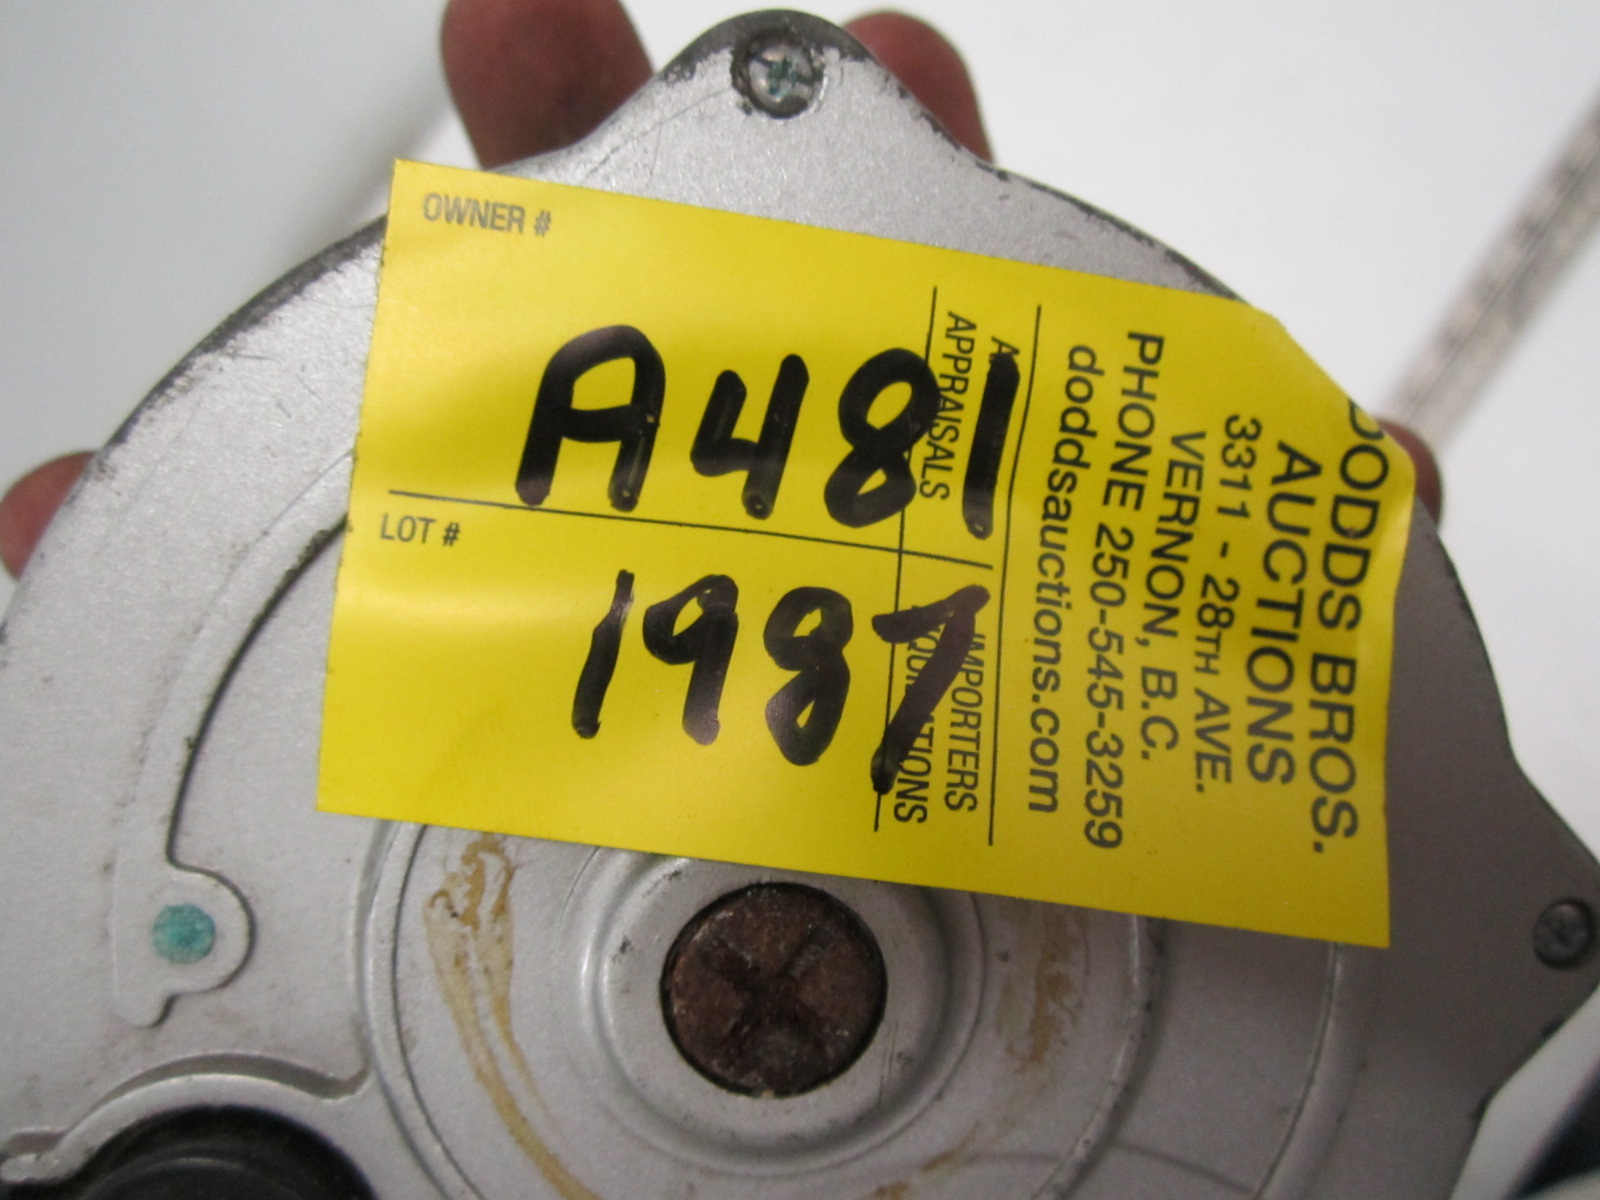 OWNER #
A481
LOT #
1987
DODDS BROS.
AUCTIONS
3311 - 28TH AVE.
VERNON, B.C.
PHONE 250-545-3259
doddsauctions.com
APPRAISALS
IMPORTERS